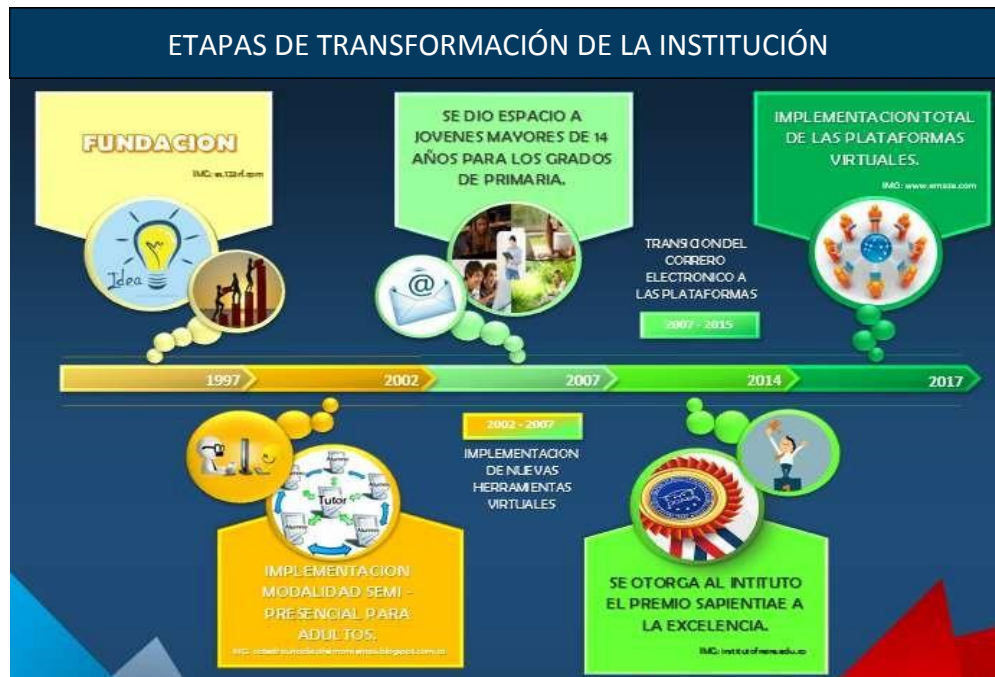 ETAPAS DE TRANSFORMACIÓN DE LA INSTITUCIÓN
FUNDACION
Idea
SE DIO ESPACIO A
JOVENES MAYORES DE 14
AÑOS PARA LOS GRADOS
DE PRIMARIA.
@
IMPLEMENTACION TOTAL
DE LAS PLATAFORMAS
VIRTUALES.
IMG: www.emaze.com
TRANSICION DEL
CORREO
ELECTRONICO A
LAS PLATAFORMAS
2007 - 2015
1997
2002
2007
2014
2017
2002 - 2007
IMPLEMENTACION
DE NUEVAS
HERRAMIENTAS
VIRTUALES
Alumno
Tutor
Alumno
Alumno
IMPLEMENTACION
MODALIDAD SEMI -
PRESENCIAL PARA
ADULTOS.
SE OTORGA AL INTITUTO
EL PREMIO SAPIENTIAE A
LA EXCELENCIA.